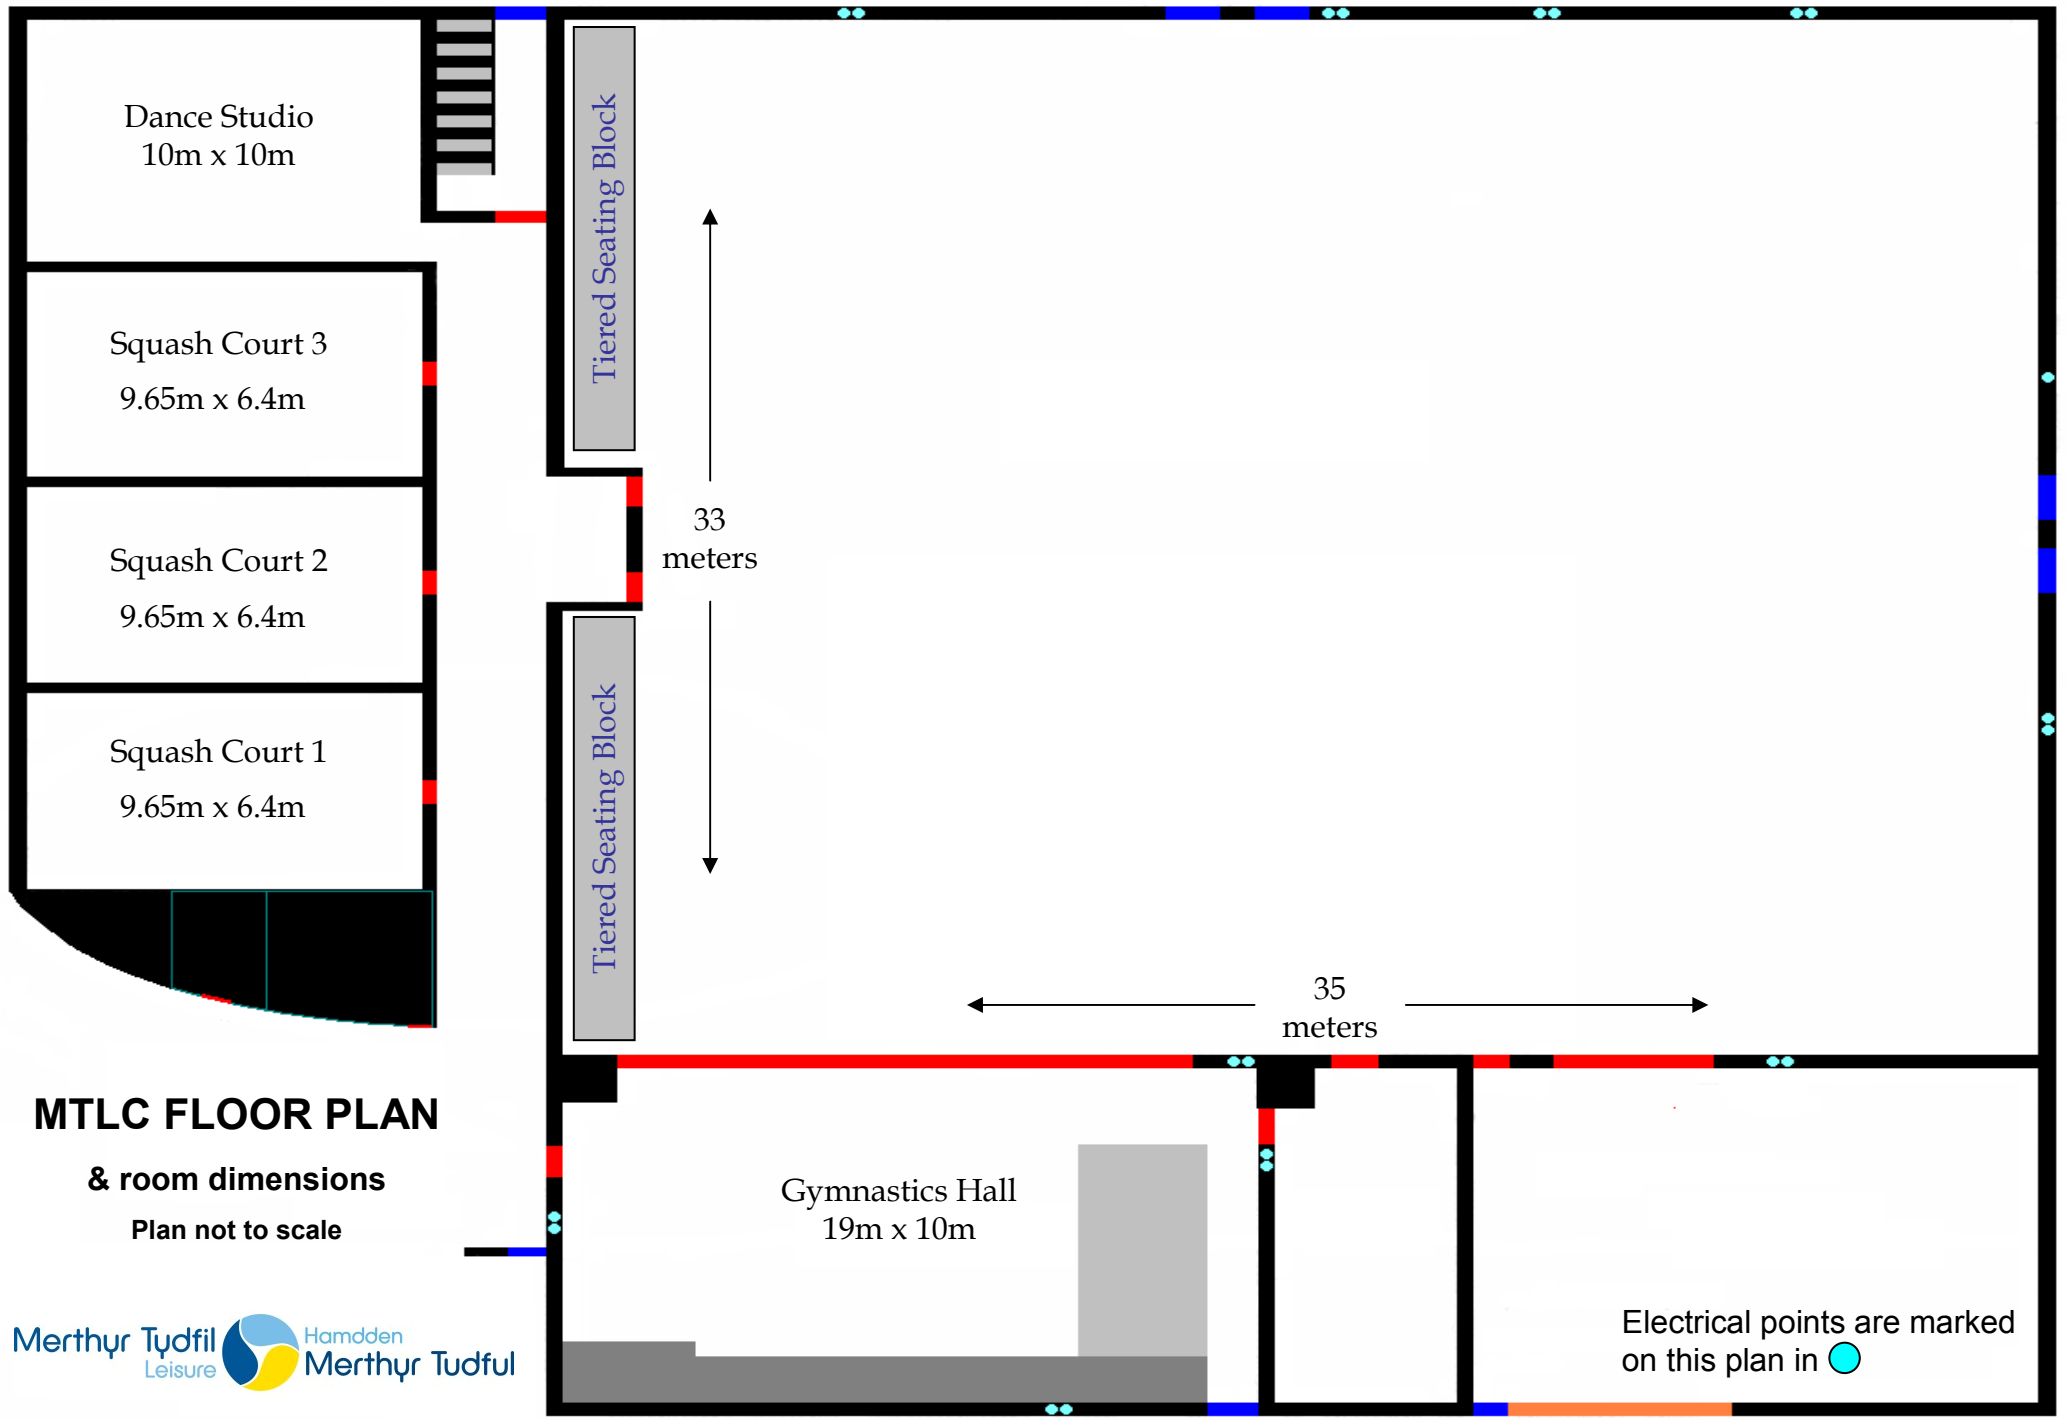 Dance Studio
10m x 10m
Tiered Seating Block
Squash Court 3
9.65m x 6.4m
33
meters
Squash Court 2
9.65m x 6.4m
Tiered Seating Block
Squash Court 1
9.65m x 6.4m
35
meters
MTLC FLOOR PLAN
& room dimensions
Plan not to scale
Gymnastics Hall
19m x 10m
Merthyr Tydfil
Leisure
Hamdden
Merthyr Tudful
Electrical points are marked
on this plan in